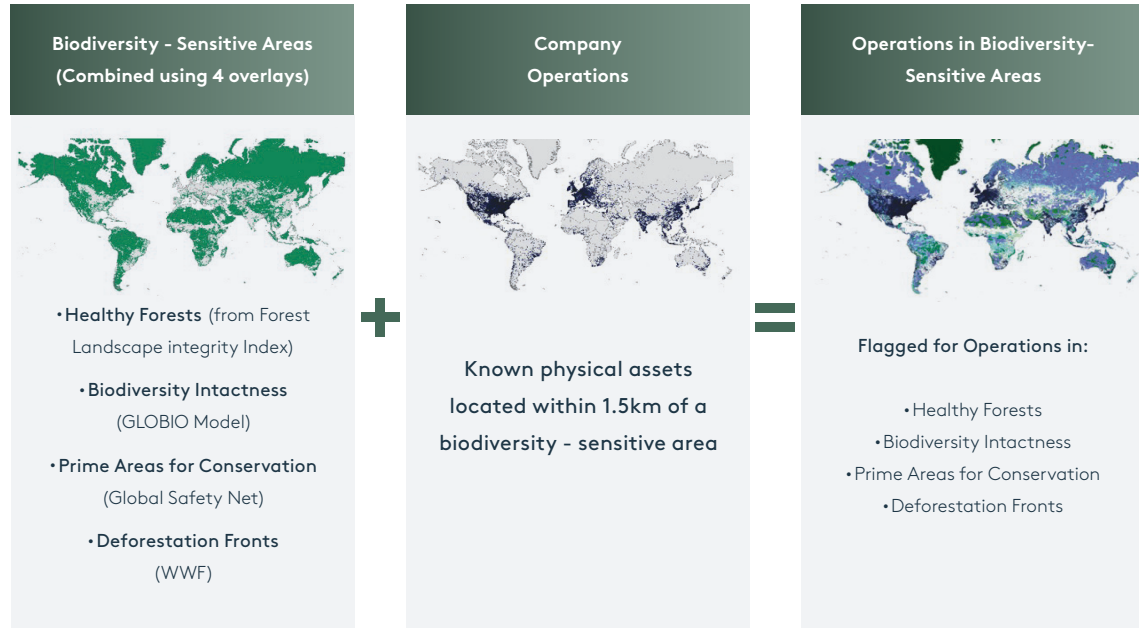 Biodiversity - Sensitive Areas
(Combined using 4 overlays)
•Healthy Forests (from Forest
Landscape integrity Index)
•Biodiversity Intactness
(GLOBIO Model)
•Prime Areas for Conservation
(Global Safety Net)
•Deforestation Fronts
(WWF)
+
Company
Operations
Known physical assets
located within 1.5km of a
biodiversity - sensitive area
=
Operations in Biodiversity-
Sensitive Areas
Flagged for Operations in:
•Healthy Forests
•Biodiversity Intactness
•Prime Areas for Conservation
•Deforestation Fronts